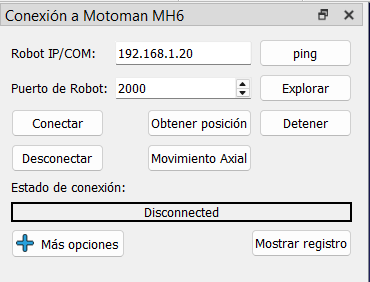 Conexión a Motoman MH6
Robot IP/COM: 192.168.1.20 ping
Puerto de Robot: 2000 Explorar
Conectar Obtener posición Detener
Desconectar Movimiento Axial
Estado de conexión:
Disconnected
Más opciones Mostrar registro